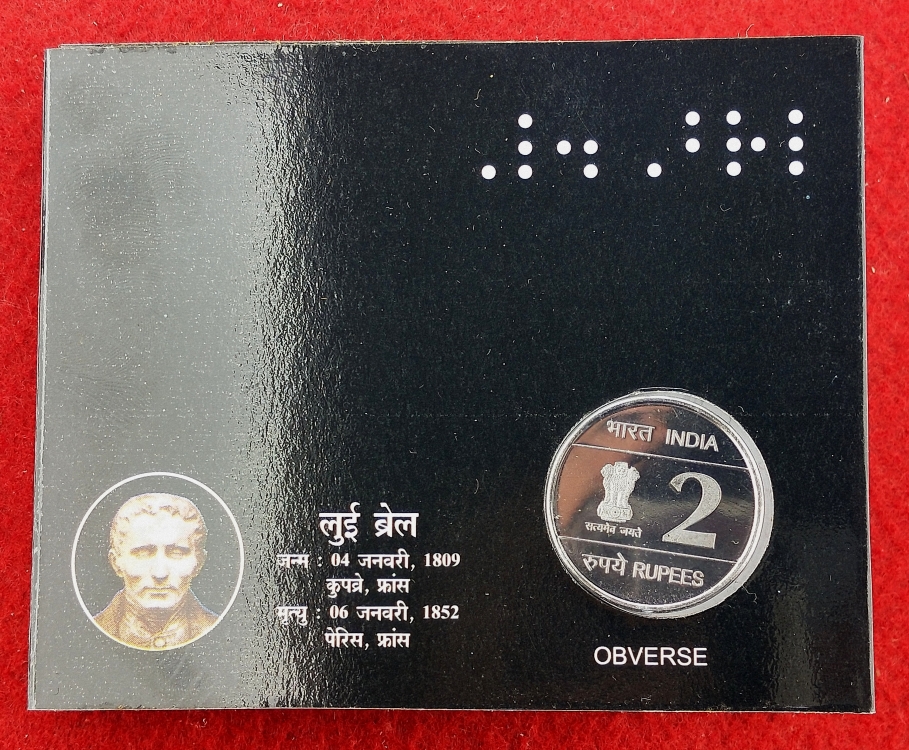 ⠠⠇⠲ ⠠⠃⠗⠇
भारत INDIA
सत्यमेव जयते
2
रुपये RUPEES
लुई ब्रेल
जन्म : 04 जनवरी, 1809
कुपव्रे, फ्रांस
मृत्यु : 06 जनवरी, 1852
पेरिस, फ्रांस
OBVERSE